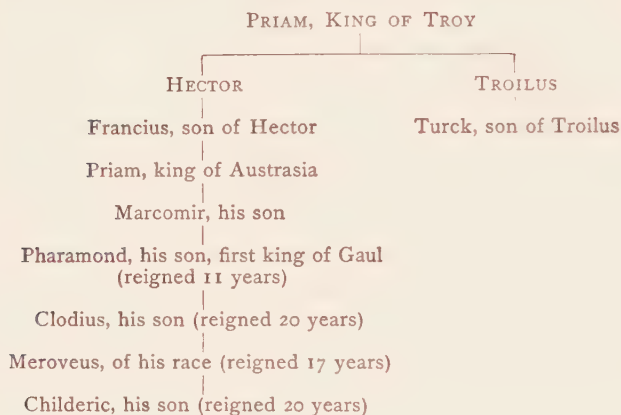 PRIAM, KING OF TROY
HECTOR TROILUS
Francius, son of Hector Turck, son of Troilus
Priam, king of Austrasia
Marcomir, his son
Pharamond, his son, first king of Gaul
(reigned 11 years)
Clodius, his son (reigned 20 years)
Meroveus, of his race (reigned 17 years)
Childeric, his son (reigned 20 years)